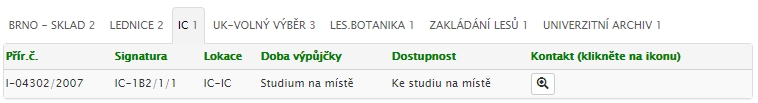 BRNO - SKLAD 2 LEDNICE 2 IC 1 UK-VOLNÝ VÝBĚR 3 LES.BOTANIKA 1 ZAKLÁDÁNÍ LESŮ 1 UNIVERZITNÍ ARCHIV 1
Přír.č. Signatura Lokace Doba výpůjčky Dostupnost Kontakt (klikněte na ikonu)
I-04302/2007 IC-1B2/1/1 IC-IC Studium na místě Ke studiu na místě